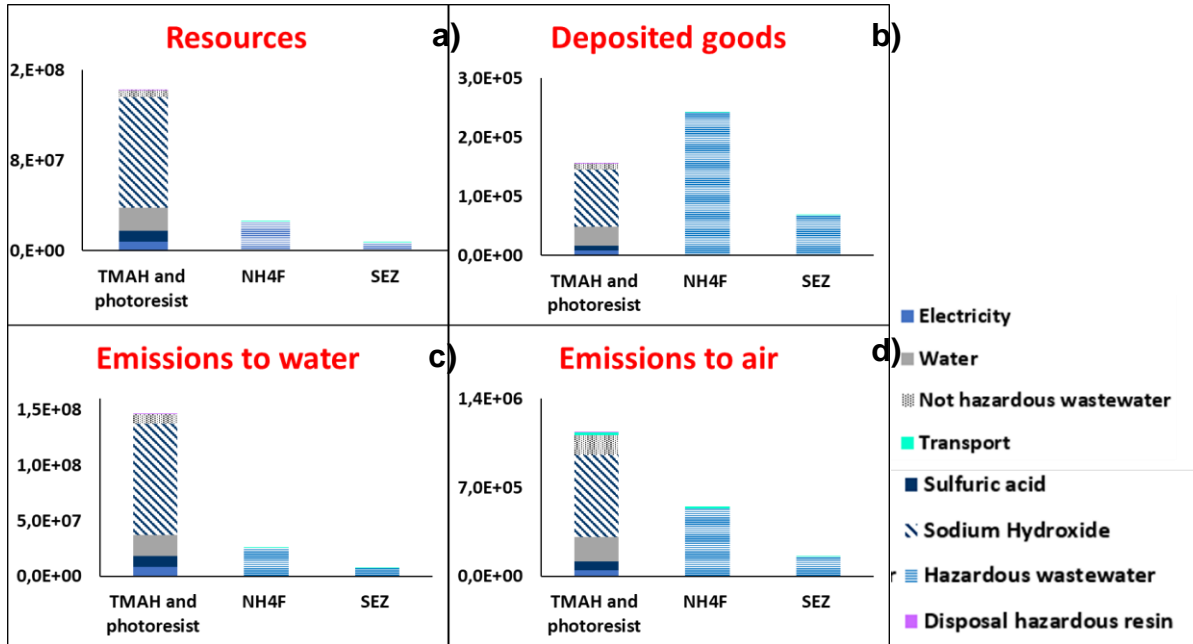 Resources
a)
2,E+08
8,E+07
0,E+00
TMAH and
photoresist
NH4F
SEZ
Deposited goods
b)
3,0E+05
2,0E+05
1,0E+05
0,0E+00
TMAH and
photoresist
NH4F
SEZ
Emissions to water
c)
1,5E+08
1,0E+08
5,0E+07
0,0E+00
TMAH and
photoresist
NH4F
SEZ
Emissions to air
d)
1,4E+06
7,0E+05
0,0E+00
TMAH and
photoresist
NH4F
SEZ
Electricity
Water
Not hazardous wastewater
Transport
Sulfuric acid
Sodium Hydroxide
r
Hazardous wastewater
Disposal hazardous resin